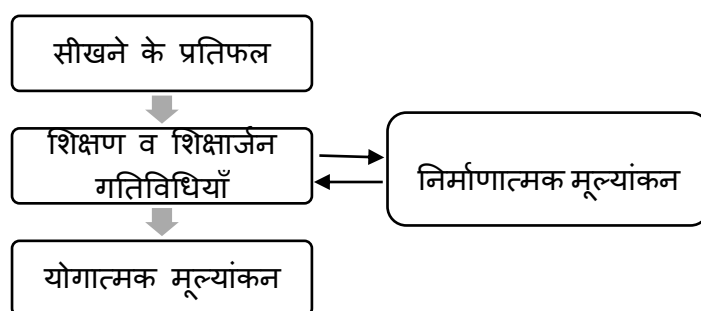 सीखने के प्रतिफल
शिक्षण व शिक्षार्जन
गतिविधियाँ
निर्माणात्मक मूल्यांकन
योगात्मक मूल्यांकन